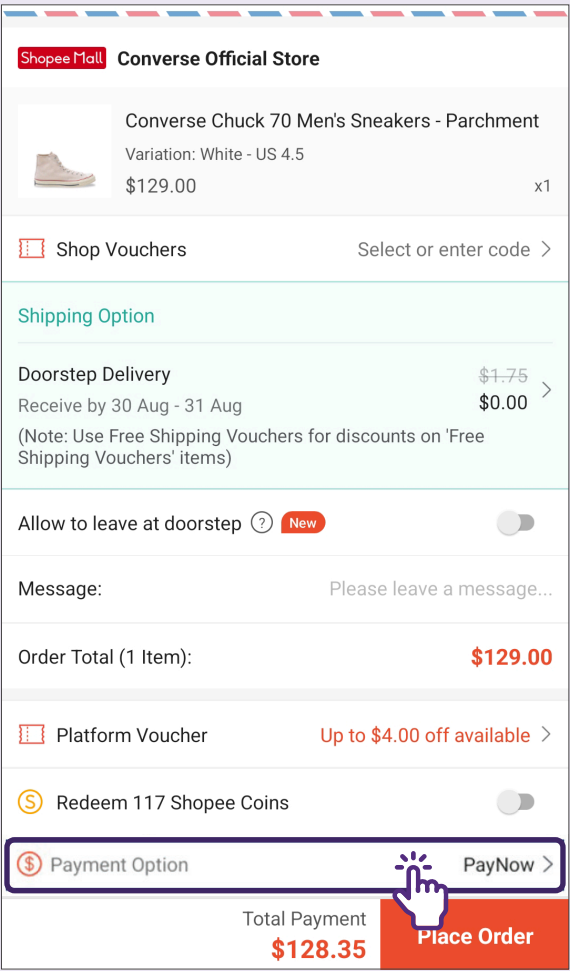 Shopee Mall Converse Official Store
Converse Chuck 70 Men's Sneakers - Parchment
Variation: White - US 4.5
$129.00 x1
Shop Vouchers Select or enter code
Shipping Option
Doorstep Delivery $1.75
Receive by 30 Aug - 31 Aug $0.00
(Note: Use Free Shipping Vouchers for discounts on 'Free
Shipping Vouchers' items)
Allow to leave at doorstep ? New
Message: Please leave a message...
Order Total (1 Item): $129.00
Platform Voucher Up to $4.00 off available
S Redeem 117 Shopee Coins
$ Payment Option PayNow
Total Payment
$128.35
Place Order